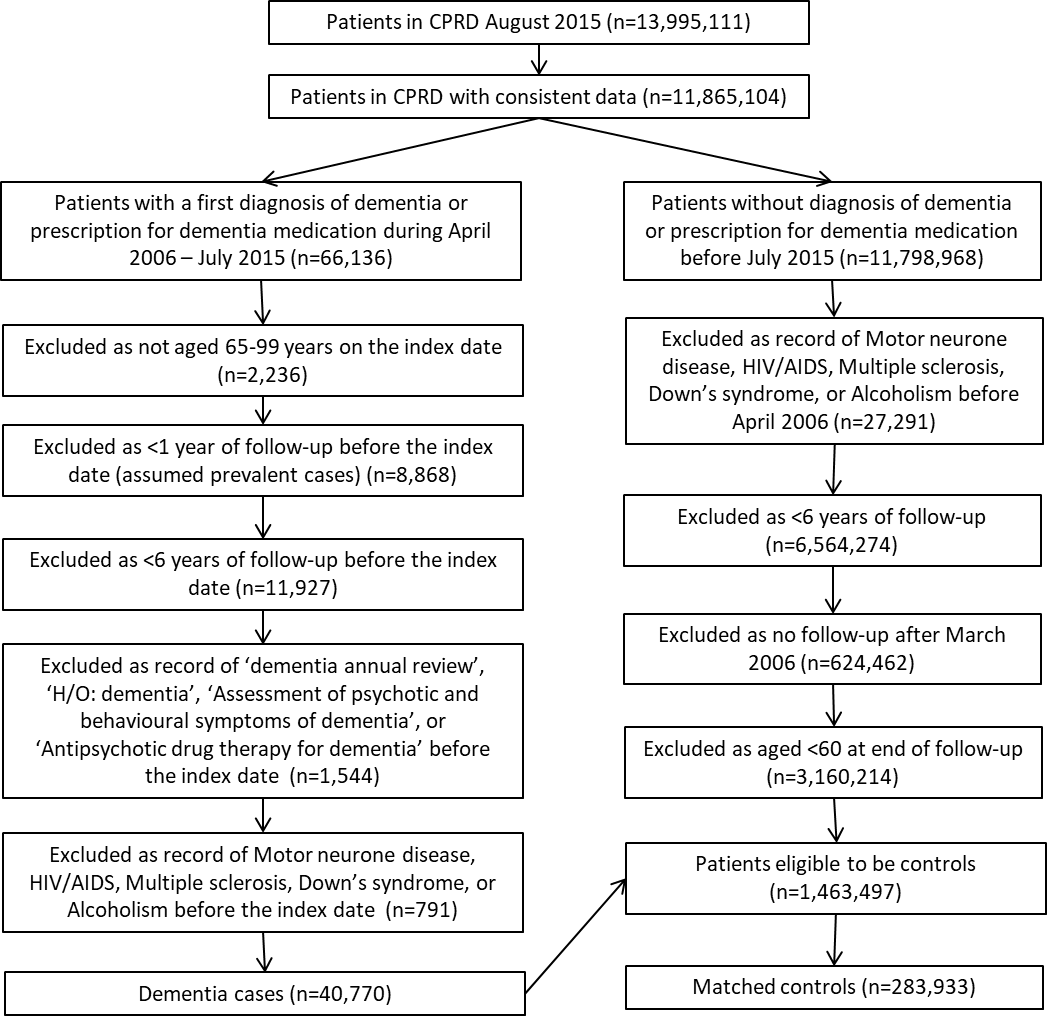 Patients in CPRD August 2015 (n=13,995,111)
Patients in CPRD with consistent data (n=11,865,104)
Patients with a first diagnosis of dementia or
prescription for dementia medication during April
2006 – July 2015 (n=66,136)
Excluded as not aged 65-99 years on the index date
(n=2,236)
Excluded as <1 year of follow-up before the index
date (assumed prevalent cases) (n=8,868)
Excluded as <6 years of follow-up before the index
date (n=11,927)
Excluded as record of ‘dementia annual review’,
‘H/O: dementia’, ‘Assessment of psychotic and
behavioural symptoms of dementia’, or
‘Antipsychotic drug therapy for dementia’ before
the index date (n=1,544)
Excluded as record of Motor neurone disease,
HIV/AIDS, Multiple sclerosis, Down’s syndrome, or
Alcoholism before the index date (n=791)
Dementia cases (n=40,770)
Patients without diagnosis of dementia
or prescription for dementia medication
before July 2015 (n=11,798,968)
Excluded as record of Motor neurone
disease, HIV/AIDS, Multiple sclerosis,
Down’s syndrome, or Alcoholism before
April 2006 (n=27,291)
Excluded as <6 years of follow-up
(n=6,564,274)
Excluded as no follow-up after March
2006 (n=624,462)
Excluded as aged <60 at end of follow-up
(n=3,160,214)
Patients eligible to be controls
(n=1,463,497)
Matched controls (n=283,933)